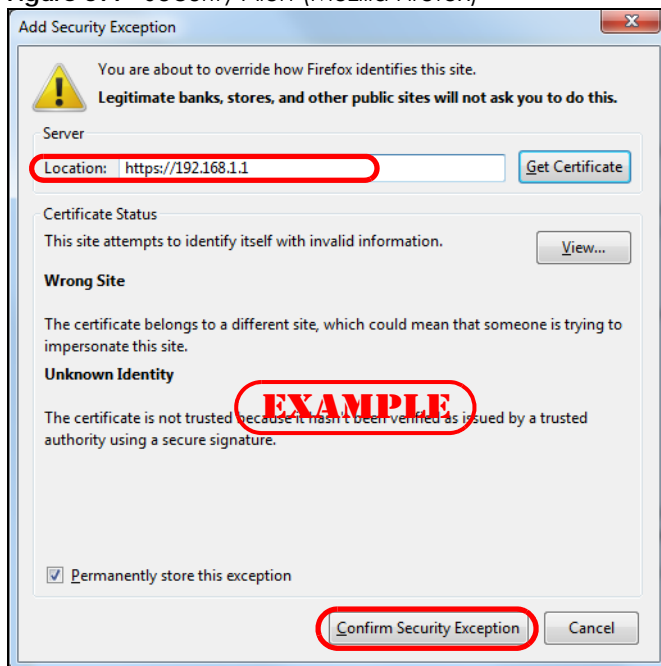 Security Alert (Mozilla Firefox)
Add Security Exception
You are about to override how Firefox identifies this site.
Legitimate banks, stores, and other public sites will not ask you to do this.
Server
Location: https://192.168.1.1 Get Certificate
Certificate Status
This site attempts to identify itself with invalid information. View...
Wrong Site
The certificate belongs to a different site, which could mean that someone is trying to
impersonate this site.
Unknown Identity
EXAMPLE
The certificate is not trusted because it hasn't been verified as issued by a trusted
authority using a secure signature.
Permanently store this exception
Confirm Security Exception Cancel